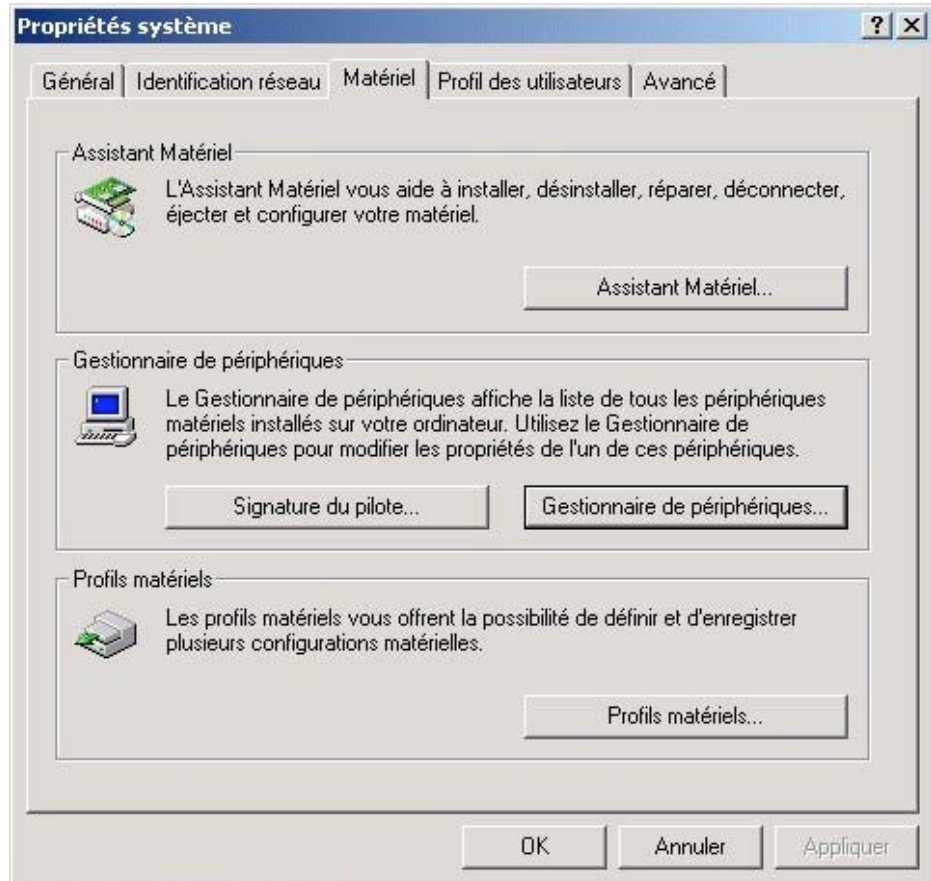 Propriétés système
Général
Identification réseau
Matériel
Profil des utilisateurs
Avancé
Assistant Matériel
L'Assistant Matériel vous aide à installer, désinstaller, réparer, déconnecter,
éjecter et configurer votre matériel.
Assistant Matériel...
Gestionnaire de périphériques
Le Gestionnaire de périphériques affiche la liste de tous les périphériques
matériels installés sur votre ordinateur. Utilisez le Gestionnaire de
périphériques pour modifier les propriétés de l'un de ces périphériques.
Signature du pilote...
Gestionnaire de périphériques...
Profils matériels
Les profils matériels vous offrent la possibilité de définir et d'enregistrer
plusieurs configurations matérielles.
Profils matériels...
OK
Annuler
Appliquer